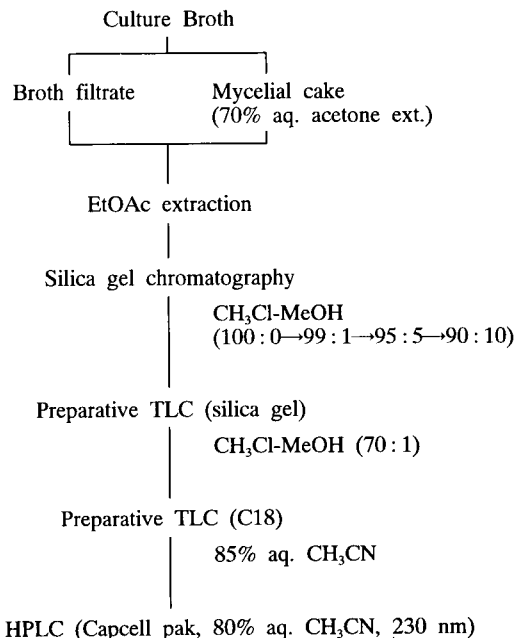 Culture Broth
Broth filtrate
Mycelial cake
(70% aq. acetone ext.)
EtOAc extraction
Silica gel chromatography
CH₃Cl-MeOH
(100 : 0→99 : 1→95 : 5→90 : 10)
Preparative TLC (silica gel)
CH₃Cl-MeOH (70 : 1)
Preparative TLC (C18)
85% aq. CH₃CN
HPLC (Capcell pak, 80% aq. CH₃CN, 230 nm)